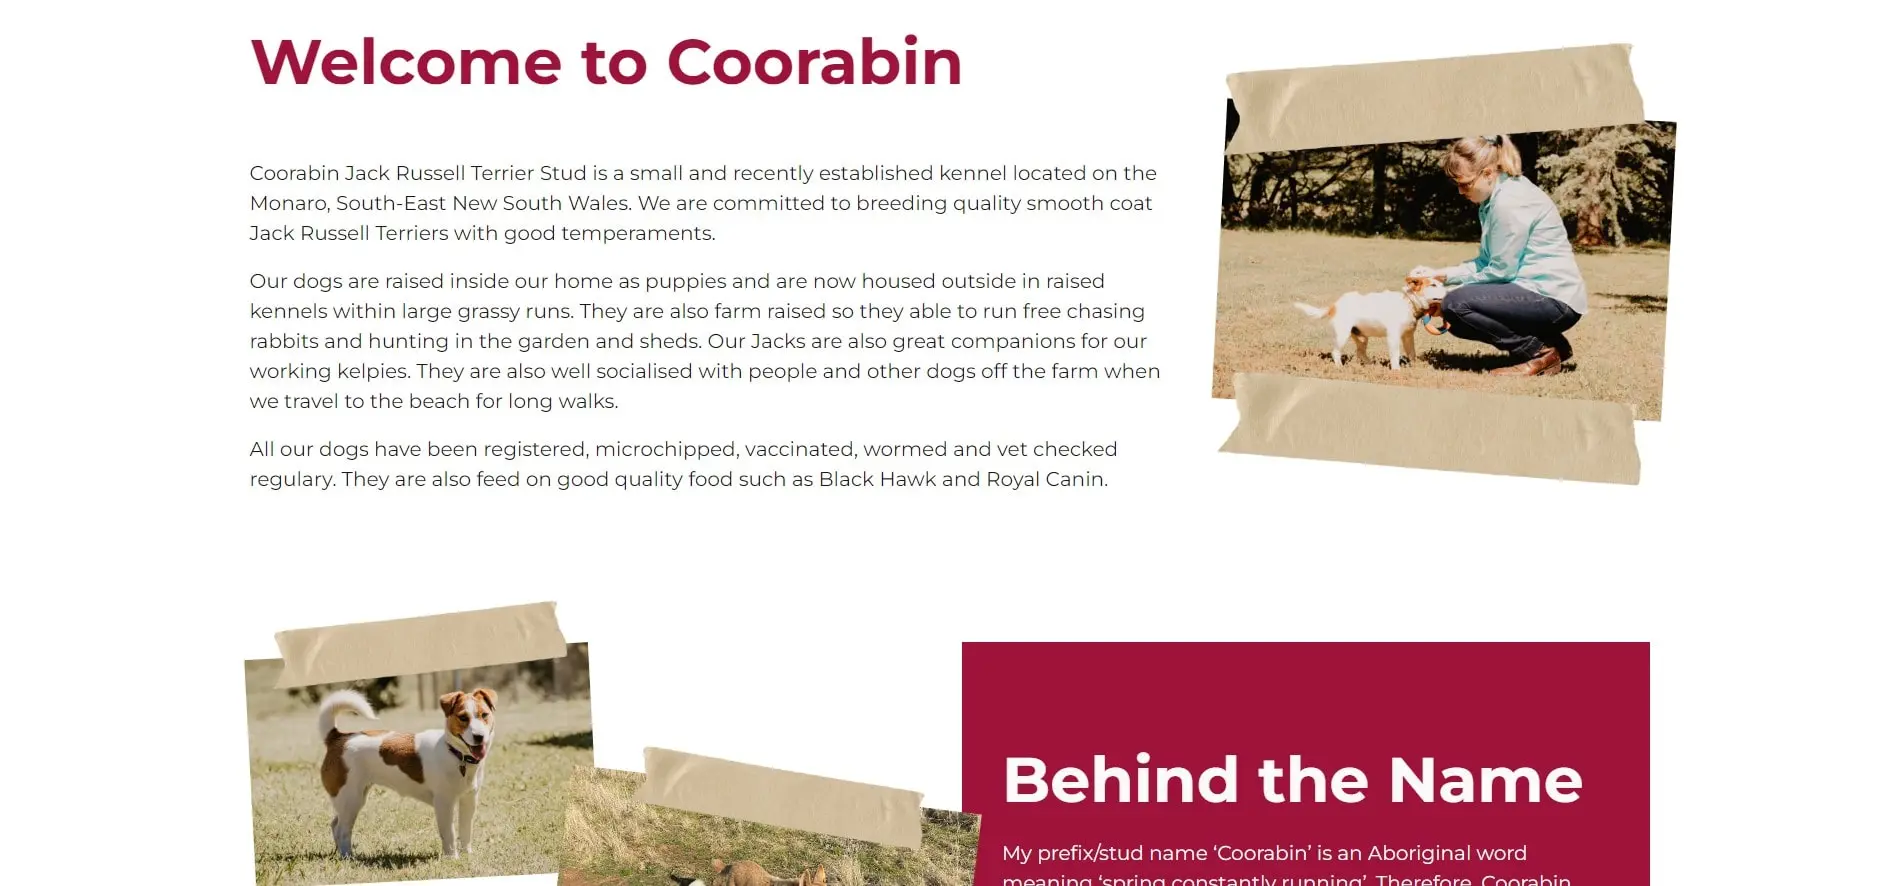 Welcome to Coorabin
Coorabin Jack Russell Terrier Stud is a small and recently established kennel located on the
Monaro, South-East New South Wales. We are committed to breeding quality smooth coat
Jack Russell Terriers with good temperaments.
Our dogs are raised inside our home as puppies and are now housed outside in raised
kennels within large grassy runs. They are also farm raised so they able to run free chasing
rabbits and hunting in the garden and sheds. Our Jacks are also great companions for our
working kelpies. They are also well socialised with people and other dogs off the farm when
we travel to the beach for long walks.
All our dogs have been registered, microchipped, vaccinated, wormed and vet checked
regulary. They are also feed on good quality food such as Black Hawk and Royal Canin.
Behind the Name
My prefix/stud name ‘Coorabin’ is an Aboriginal word
meaning ‘spring constantly running’. Therefore, Coorabin